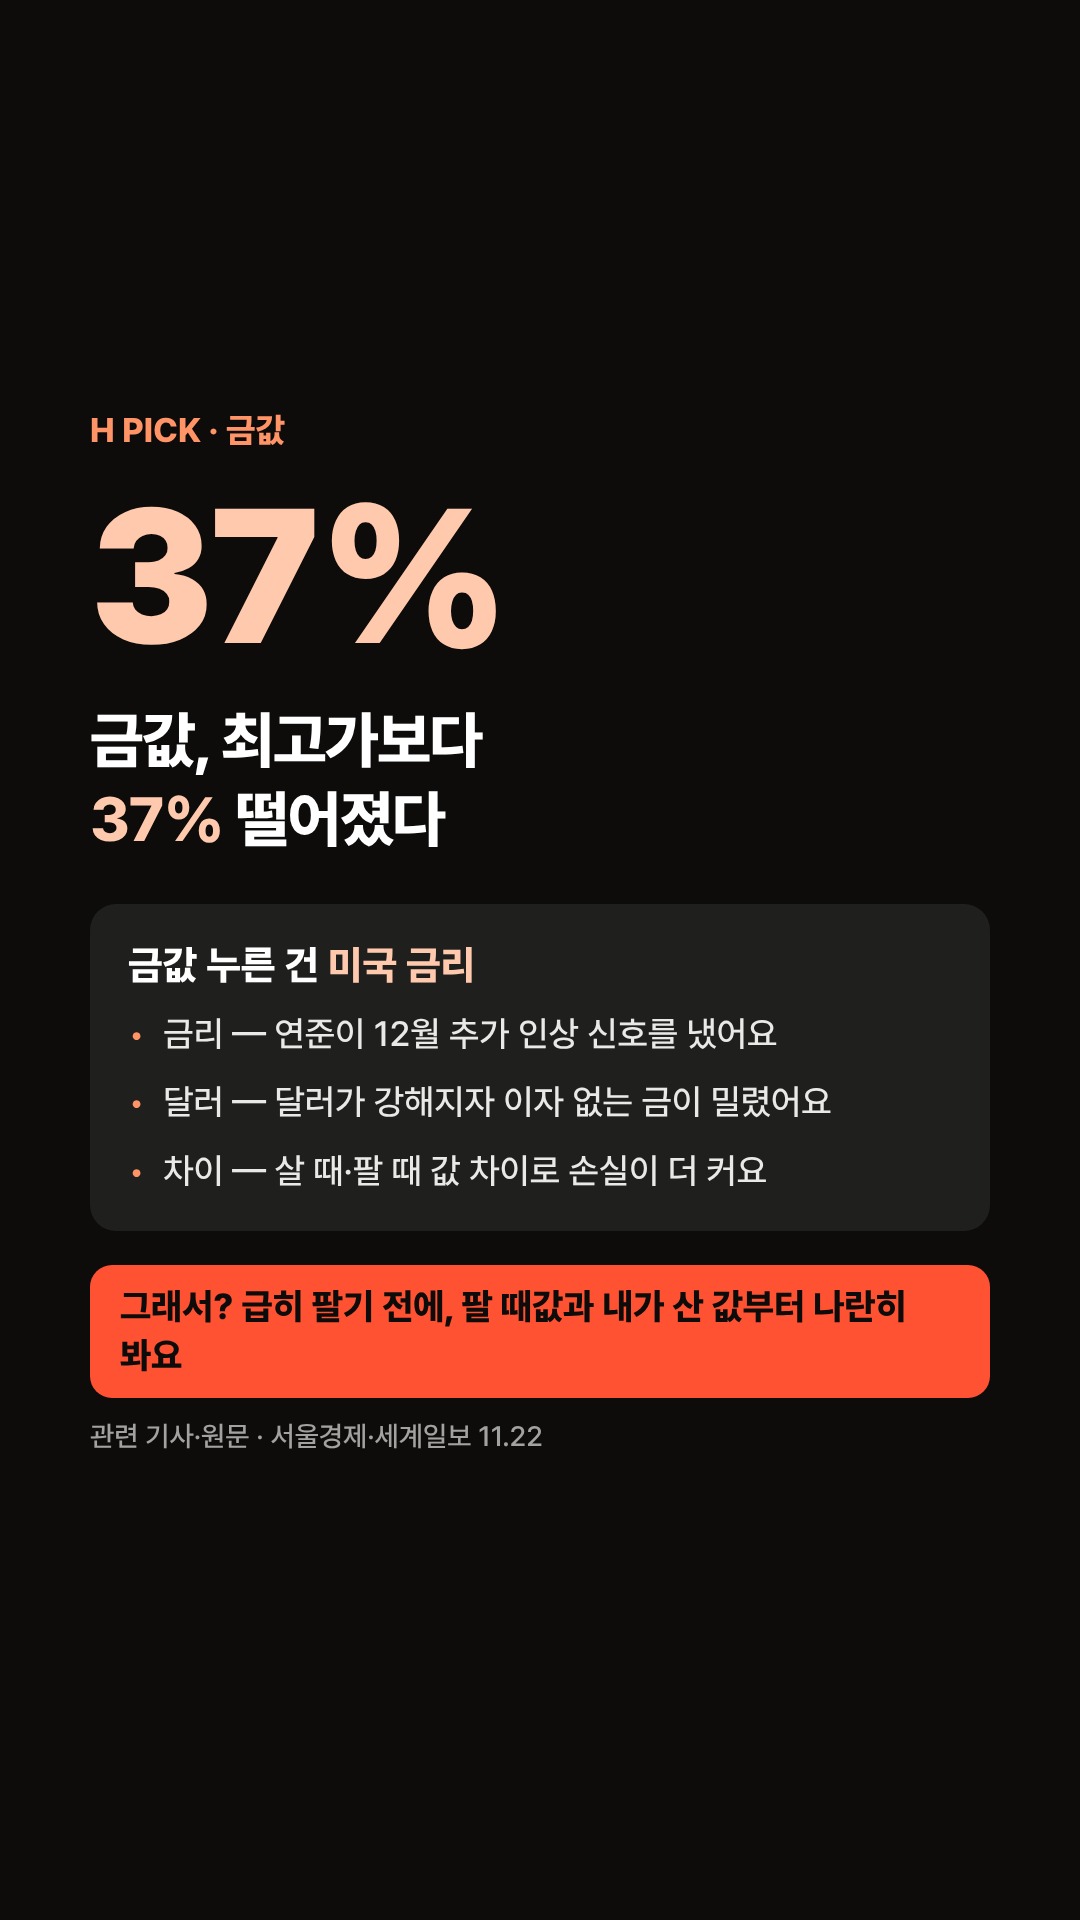 H PICK · 금값
37%
금값, 최고가보다
37% 떨어졌다
금값 누른 건 미국 금리
• 금리 — 연준이 12월 추가 인상 신호를 냈어요
• 달러 — 달러가 강해지자 이자 없는 금이 밀렸어요
• 차이 — 살 때·팔 때 값 차이로 손실이 더 커요
그래서? 급히 팔기 전에, 팔 때값과 내가 산 값부터 나란히
봐요
관련 기사·원문 · 서울경제·세계일보 11.22